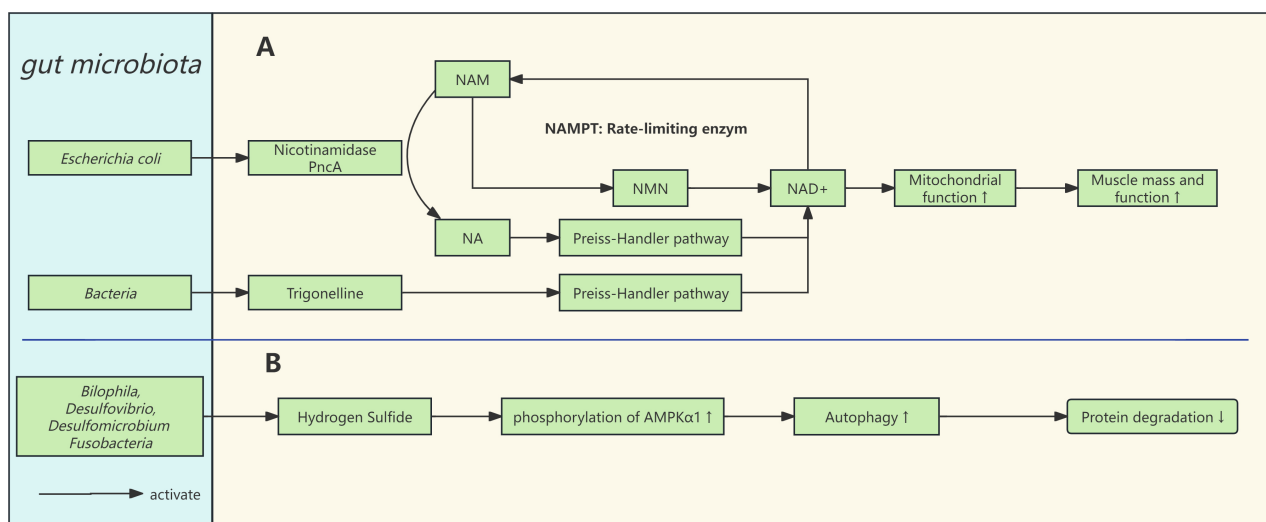 gut microbiota
A
NAM
NAMPT: Rate-limiting enzym
Escherichia coli
Nicotinamidase
PncA
NMN
NAD+
Mitochondrial
function ↑
Muscle mass and
function ↑
NA
Preiss-Handler pathway
Bacteria
Trigonelline
Preiss-Handler pathway
B
Bilophila,
Desulfovibrio,
Desulfomicrobium
Fusobacteria
Hydrogen Sulfide
phosphorylation of AMPKα1 ↑
Autophagy ↑
Protein degradation ↓
activate